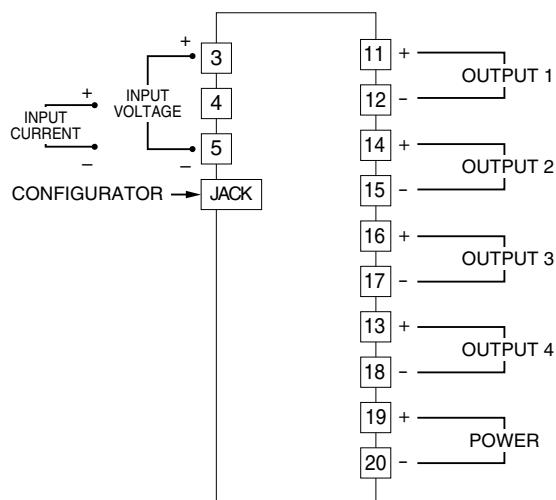 +
3
INPUT
VOLTAGE
+
4
INPUT
CURRENT
–
5
–
CONFIGURATOR
JACK
11 +
OUTPUT 1
12 –
14 +
OUTPUT 2
15 –
16 +
OUTPUT 3
17 –
13 +
OUTPUT 4
18 –
19 +
POWER
20 –